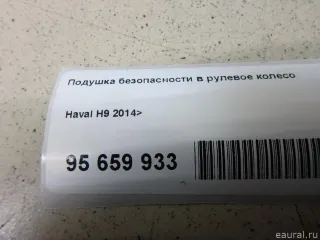 Подушка безопасности в рулевое колесо
Haval H9 2014>
95 659 933
eaural.ru